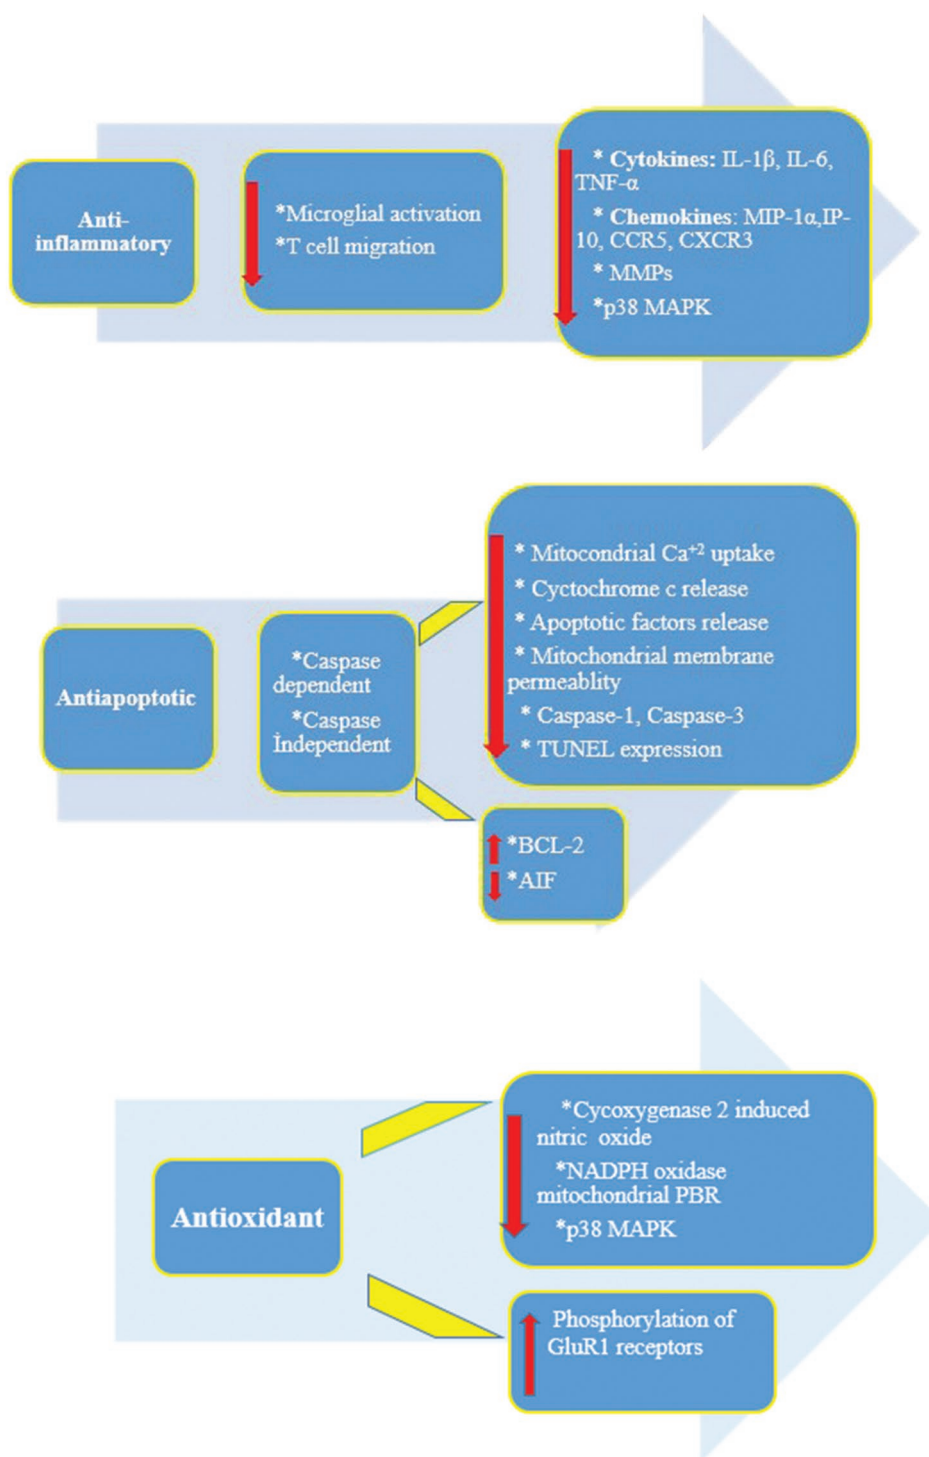 Anti-
inflammatory
*Microglial activation
*T cell migration
* Cytokines: IL-1β, IL-6,
TNF-α
* Chemokines: MIP-1α,IP-
10, CCR5, CXCR3
* MMPs
*p38 MAPK
Antiapoptotic
*Caspase
dependent
*Caspase
İndependent
* Mitocondrial Ca⁺² uptake
* Cyctochrome c release
* Apoptotic factors release
* Mitochondrial membrane
permeablity
* Caspase-1, Caspase-3
* TUNEL expression
*BCL-2
*AIF
Antioxidant
*Cycoxygenase 2 induced
nitric oxide
*NADPH oxidase
mitochondrial PBR
*p38 MAPK
Phosphorylation of
GluR1 receptors